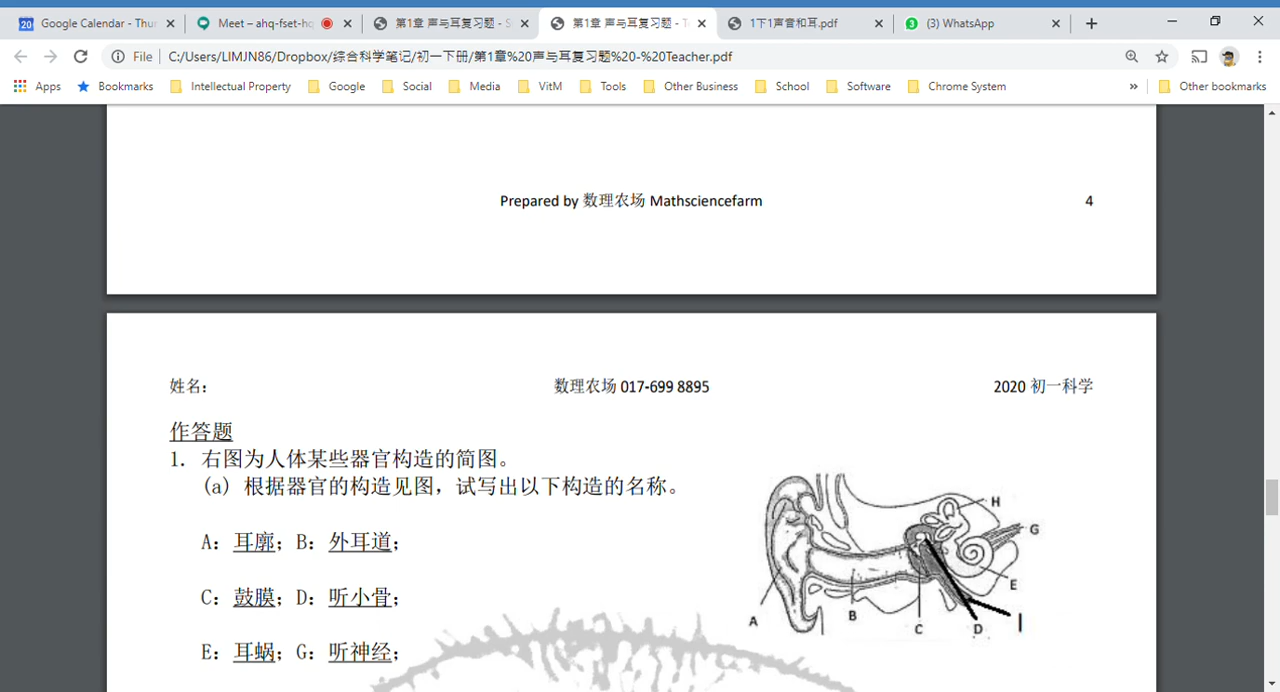 Google Calendar - Thu
Meet – ahq-fset-h
第1章 声与耳复习题 - S
第1章 声与耳复习题 - T
1下1声音和耳.pdf
(3) WhatsApp
File
C:/Users/LIMJN86/Dropbox/综合科学笔记/初一下册/第1章%20声与耳复习题%20-%20Teacher.pdf
Apps
Bookmarks
Intellectual Property
Google
Social
Media
VitM
Tools
Other Business
School
Software
Chrome System
»
Other bookmarks
Prepared by 数理农场 Mathsciencefarm
4
姓名:
数理农场 017-699 8895
2020 初一科学
作答题
1. 右图为人体某些器官构造的简图。
(a) 根据器官的构造见图，试写出以下构造的名称。
A: 耳廓; B: 外耳道;
C: 鼓膜; D: 听小骨;
E: 耳蜗; G: 听神经;
H
G
E
A
B
C
D
I